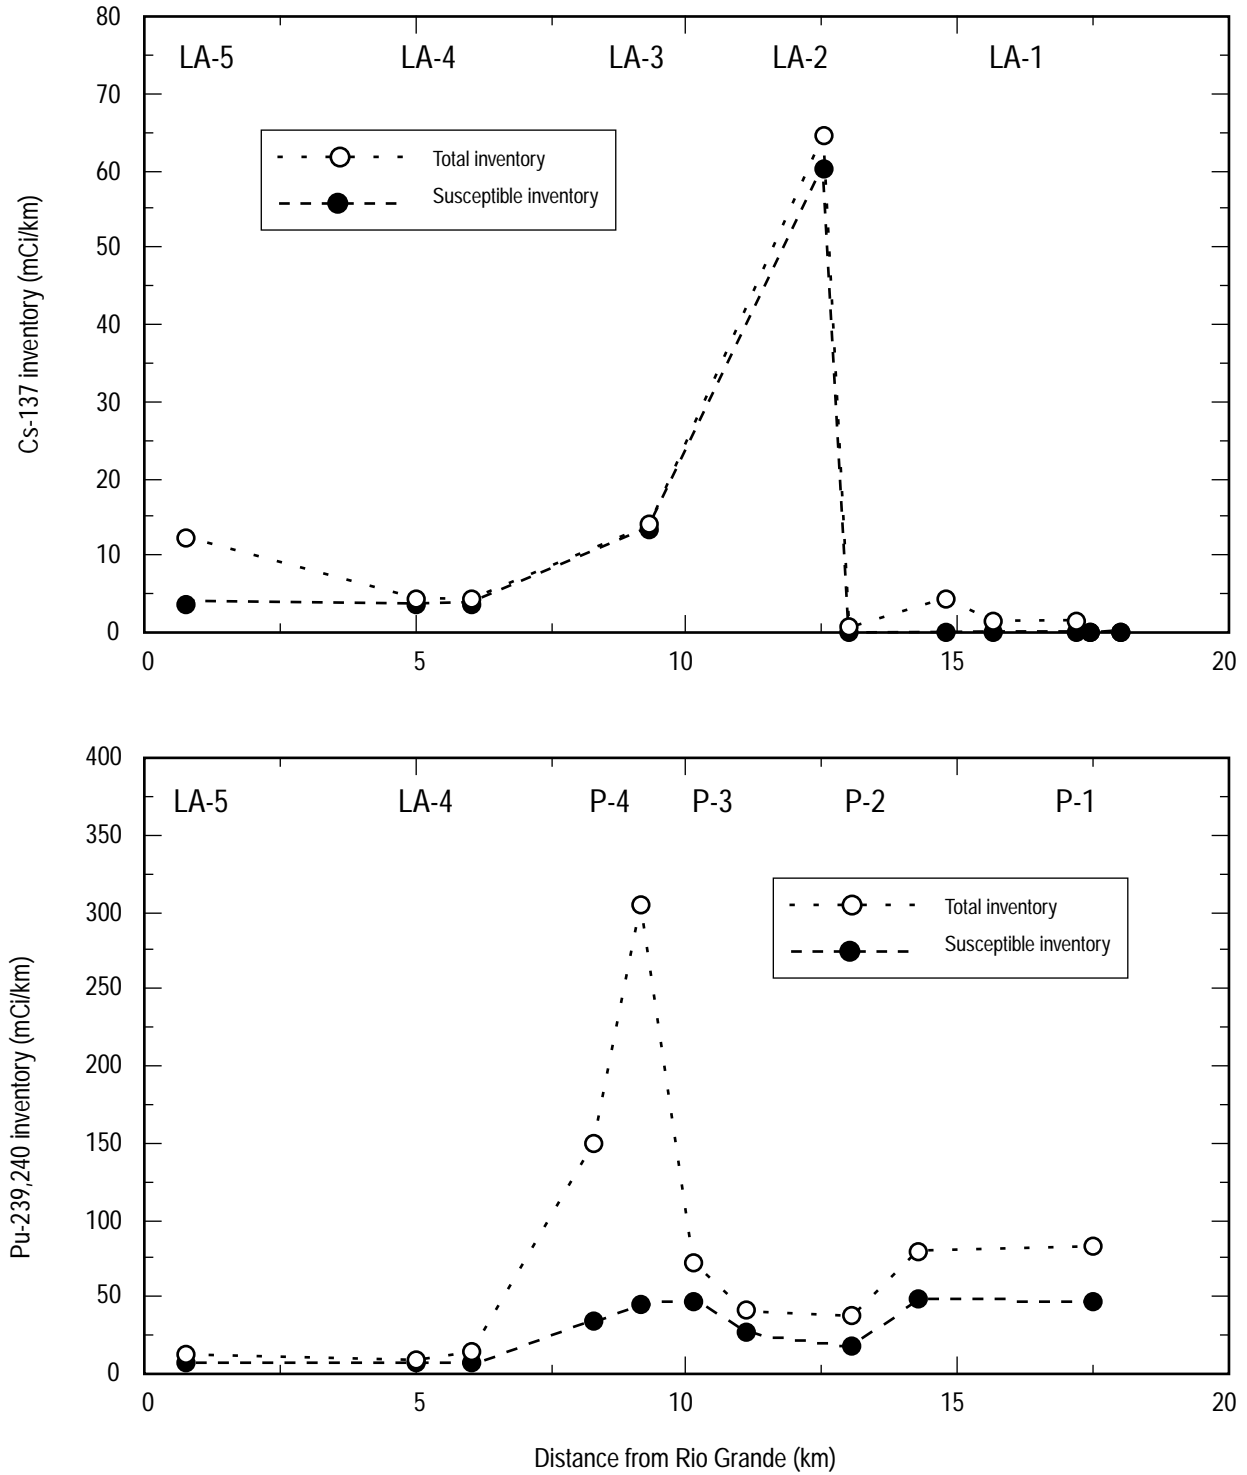 80
LA-5 LA-4 LA-3 LA-2 LA-1
70
Total inventory
60
Susceptible inventory
50
40
30
20
10
0
0 5 10 15 20
Cs-137 inventory (mCi/km)
400
LA-5 LA-4 P-4 P-3 P-2 P-1
350
300
Total inventory
Susceptible inventory
250
200
150
100
50
0
0 5 10 15 20
Pu-239,240 inventory (mCi/km)
Distance from Rio Grande (km)